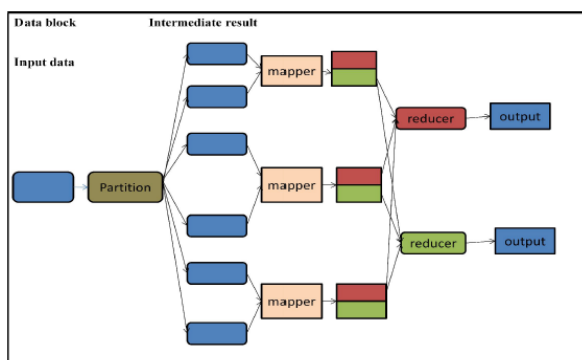 Data block Intermediate result
Input data
mapper
reducer
output
Partition
mapper
reducer
output
mapper